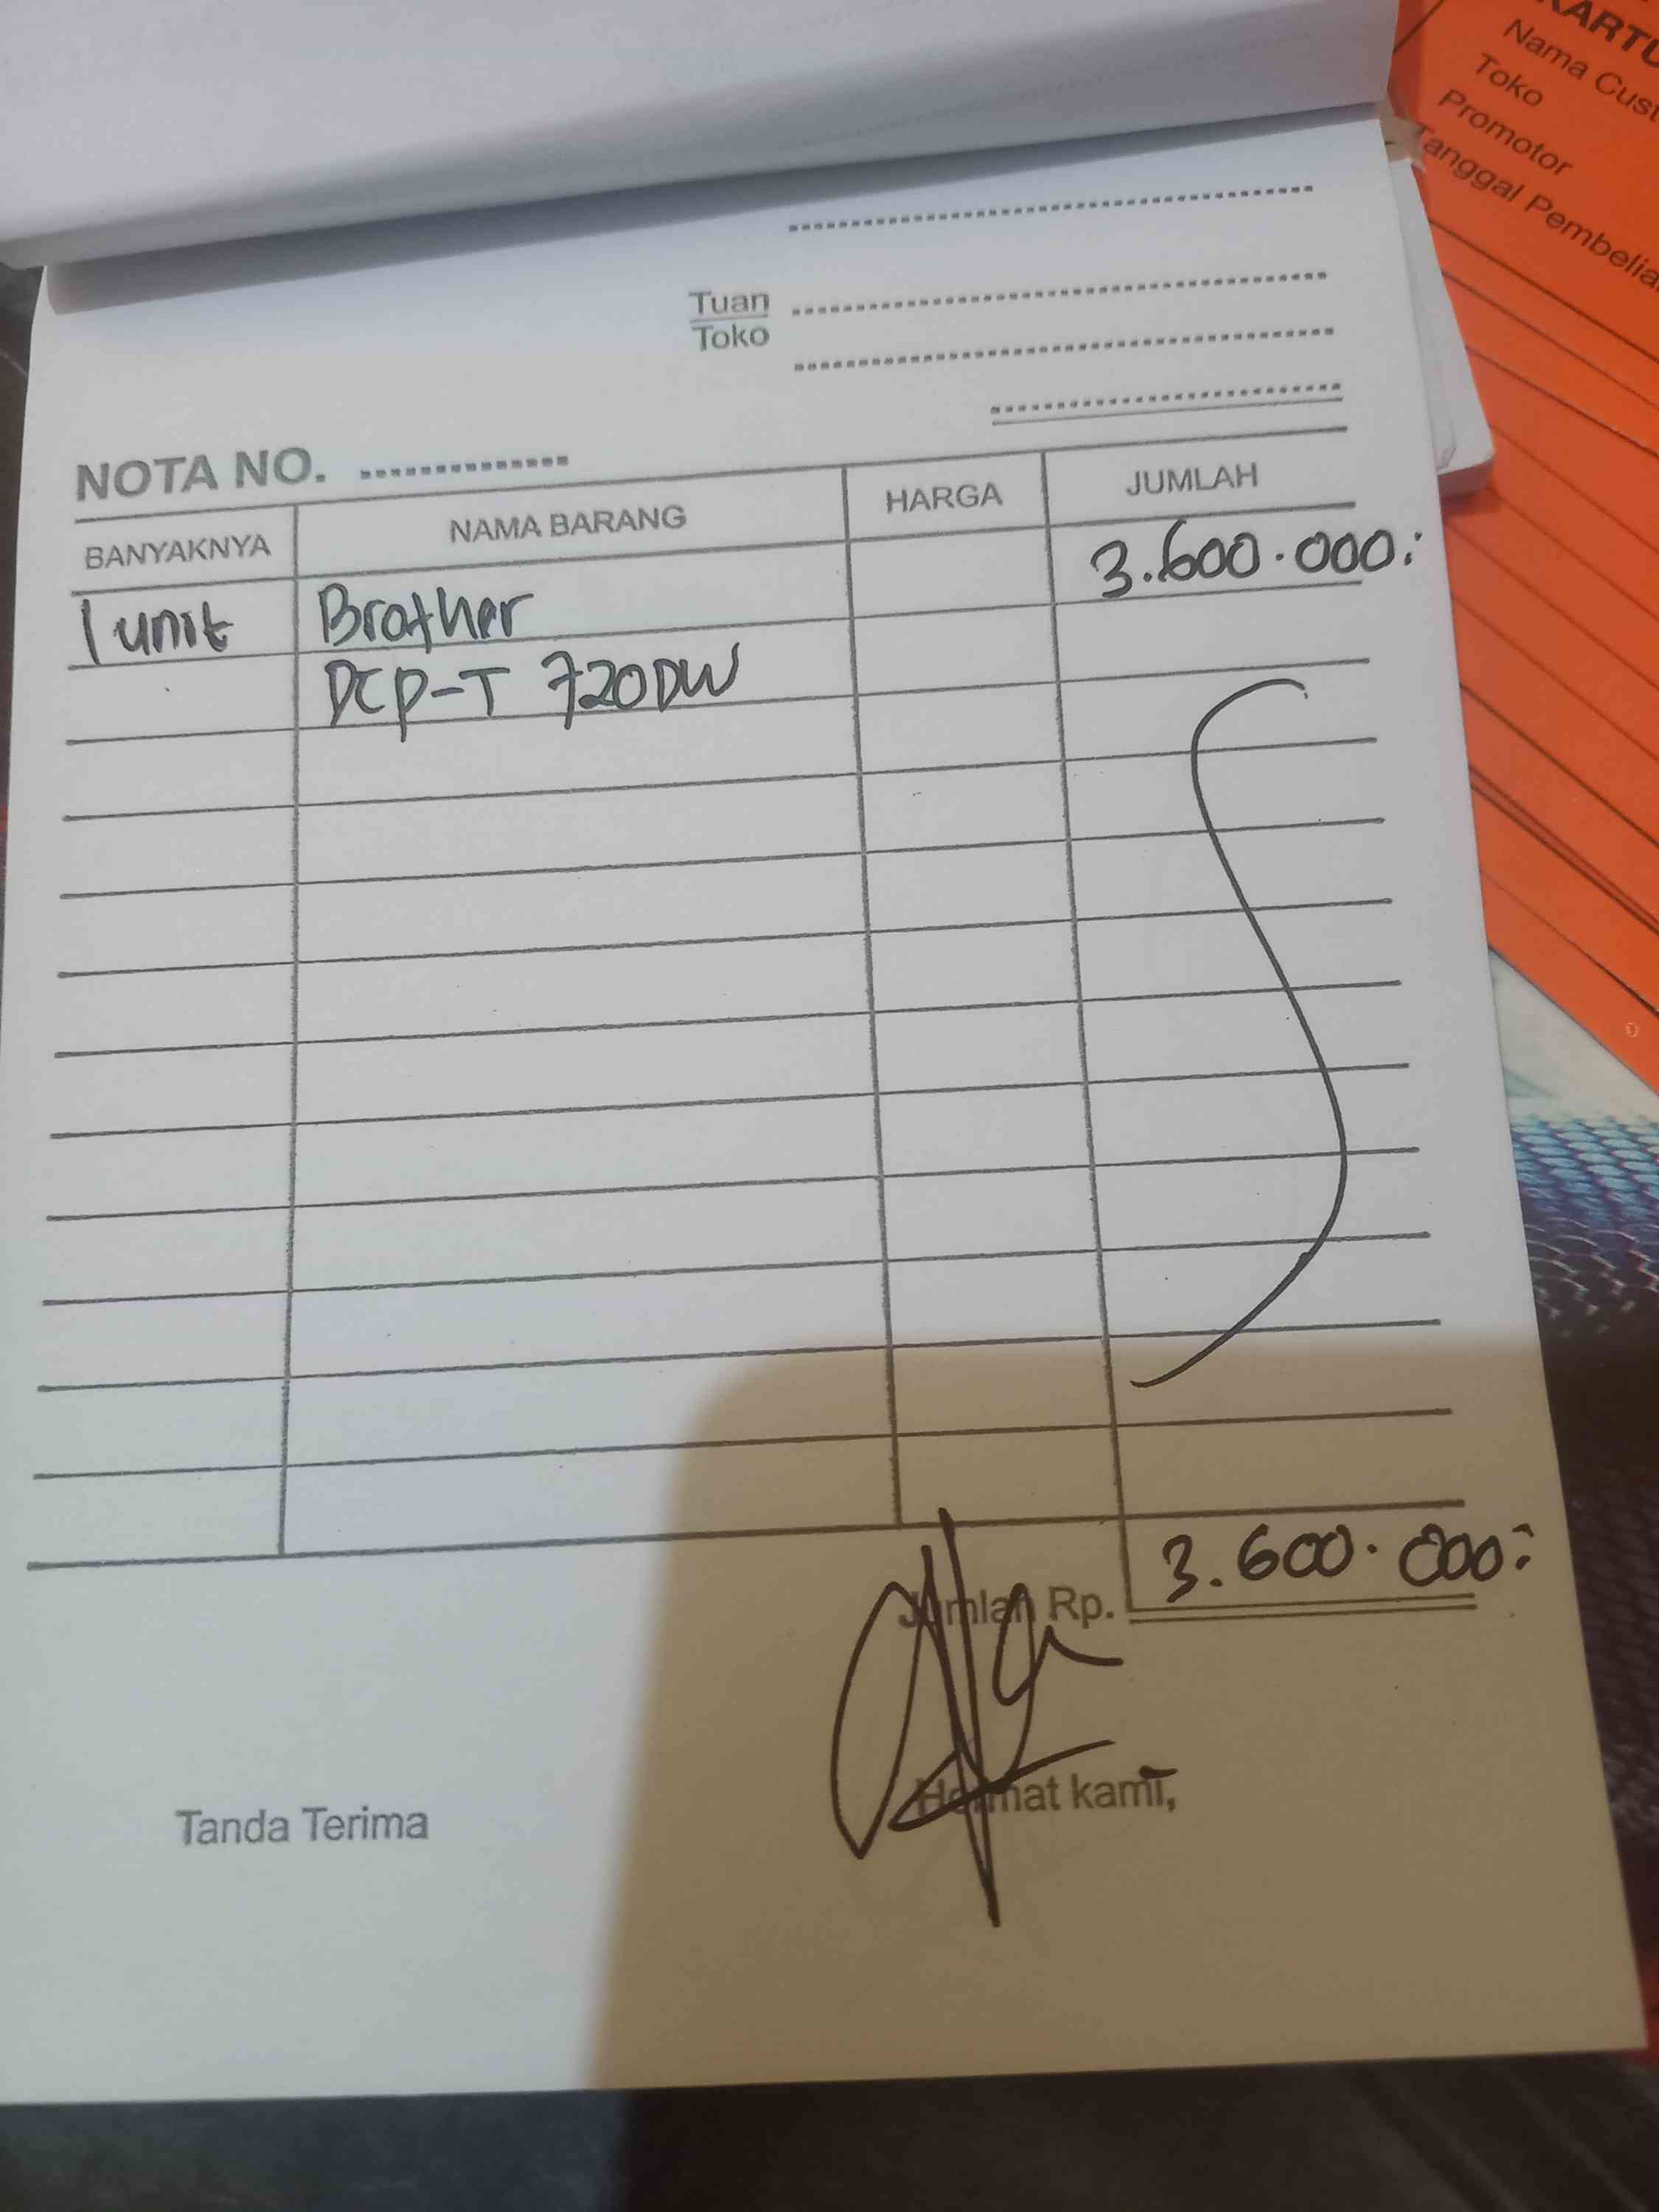 KARTU
Nama Cust
Toko
Promotor
Tanggal Pembelia
Tuan
Toko
NOTA NO.
BANYAKNYA NAMA BARANG HARGA JUMLAH
1 unit Brother 3.600.000:
DCP-T 720DW
Jumlah Rp. 3.600.000:
Tanda Terima Hormat kami,